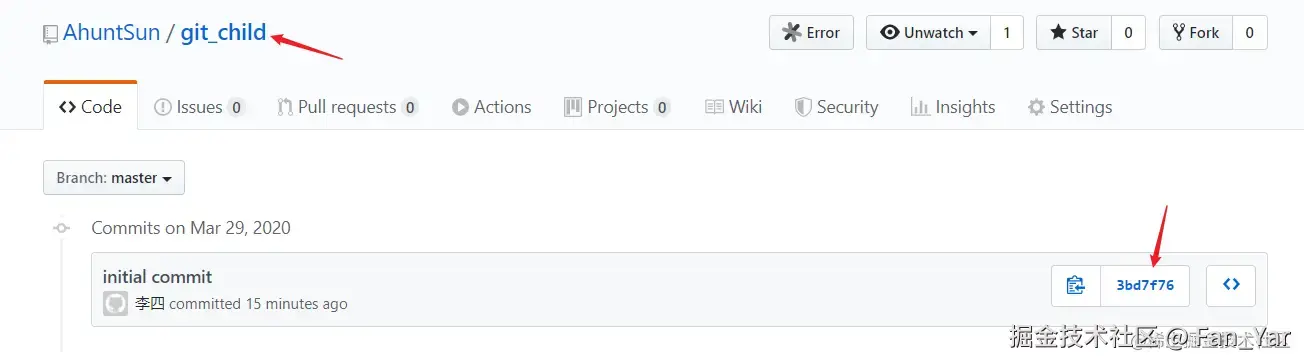 AhuntSun / git_child
Error
Unwatch 1
Star 0
Fork 0
Code
Issues 0
Pull requests 0
Actions
Projects 0
Wiki
Security
Insights
Settings
Branch: master
Commits on Mar 29, 2020
initial commit
3bd7f76
李四 committed 15 minutes ago
掘金技术社区 @ Fan_Yar